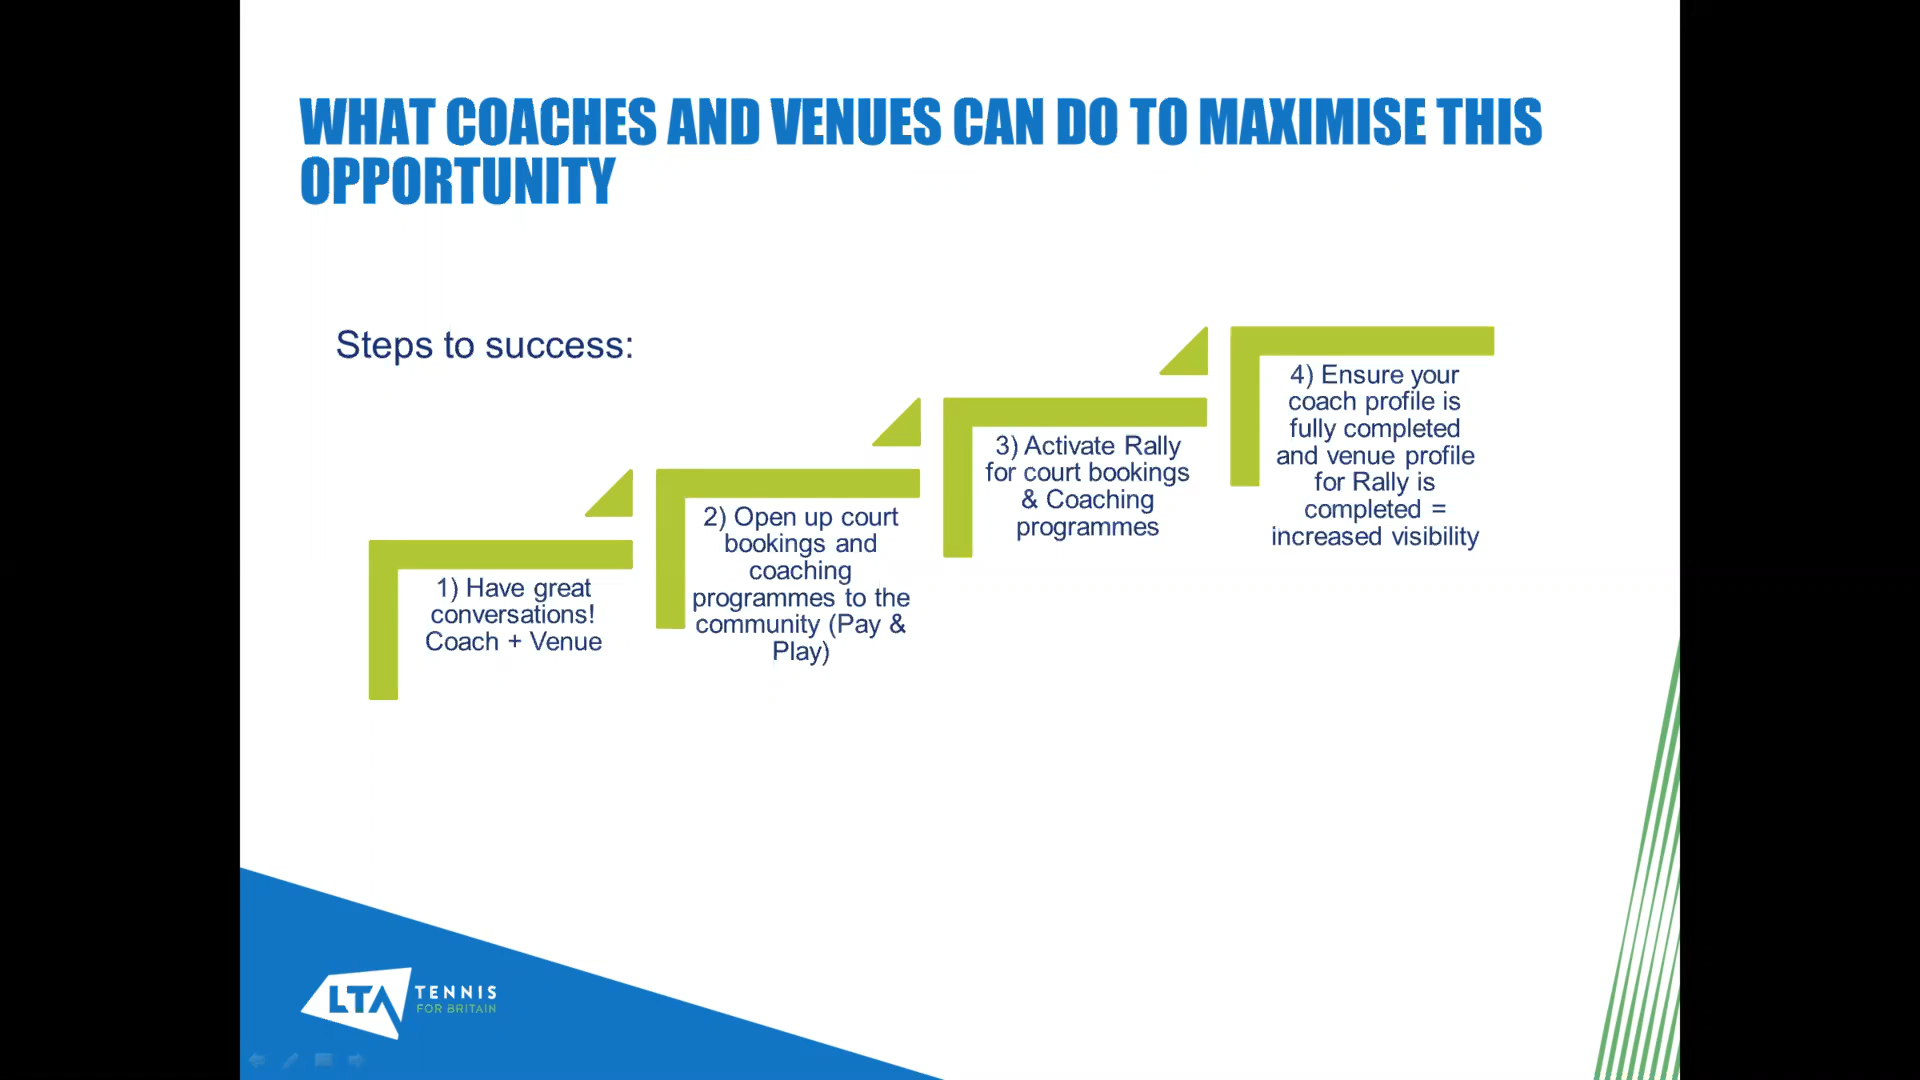 WHAT COACHES AND VENUES CAN DO TO MAXIMISE THIS
OPPORTUNITY
Steps to success:
1) Have great
conversations!
Coach + Venue
2) Open up court
bookings and
coaching
programmes to the
community (Pay &
Play)
3) Activate Rally
for court bookings
& Coaching
programmes
4) Ensure your
coach profile is
fully completed
and venue profile
for Rally is
completed =
increased visibility
LTA
TENNIS
FOR BRITAIN